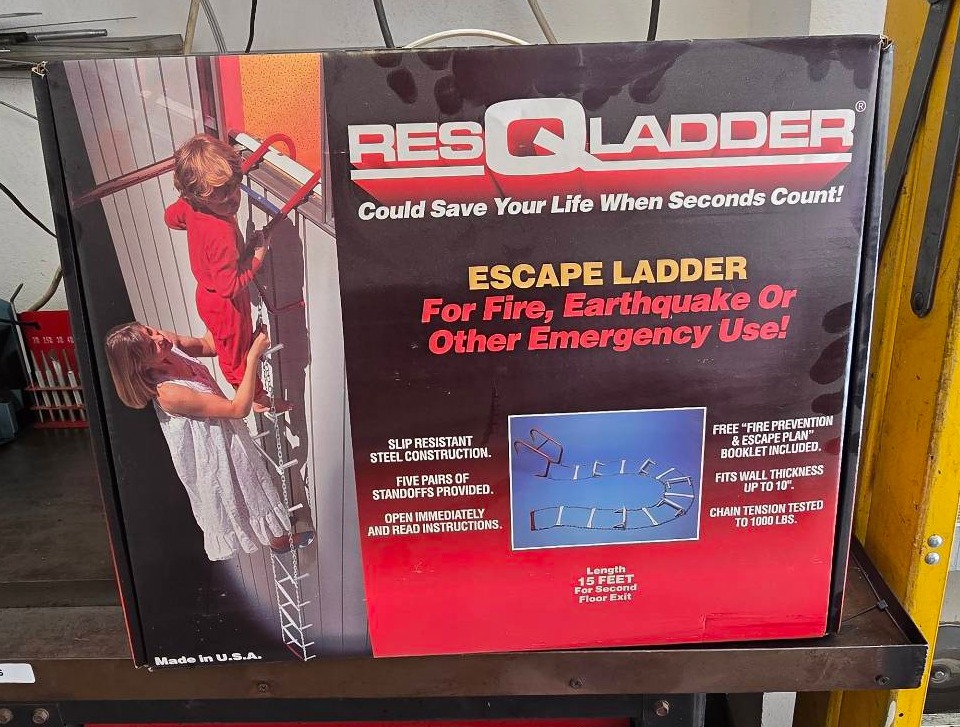 RESQLADDER®
Could Save Your Life When Seconds Count!
ESCAPE LADDER
For Fire, Earthquake Or
Other Emergency Use!
SLIP RESISTANT
STEEL CONSTRUCTION.
FIVE PAIRS OF
STANDOFFS PROVIDED.
OPEN IMMEDIATELY
AND READ INSTRUCTIONS.
FREE "FIRE PREVENTION
& ESCAPE PLAN"
BOOKLET INCLUDED.
FITS WALL THICKNESS
UP TO 10".
CHAIN TENSION TESTED
TO 1000 LBS.
Length
15 FEET
For Second
Floor Exit
Made in U.S.A.